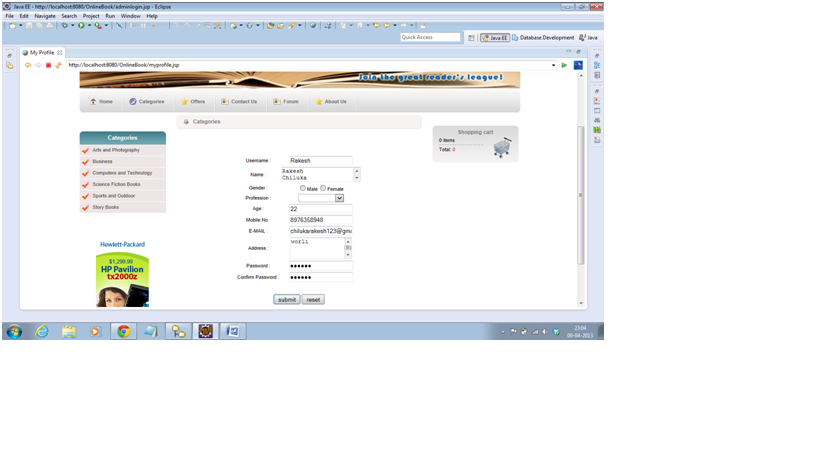 Java EE - http://localhost:8080/OnlineBook/adminlogin.jsp - Eclipse
File Edit Navigate Search Project Run Window Help
Quick Access Java EE Database Development Java
My Profile
http://localhost:8080/OnlineBook/myprofile.jsp
Join the great reader's league!
Home Categories Offers Contact Us Forum About Us
Categories
Shopping cart
0 items
Total: 0
Categories
Arts and Photography
Business
Computers and Technology
Science Fiction Books
Sports and Outdoor
Story Books
Hewlett-Packard
$1,299.99
HP Pavilion
tx2000z
Username : Rakesh
Name : Rakesh
Chiluka
Gender : Male Female
Profession :
Age : 22
Mobile.No : 8976358948
E-MAIL : chilukarakesh123@gma
Address : worli
Password : ••••••
Confirm Password: ••••••
submit reset
23:04
09-04-2013